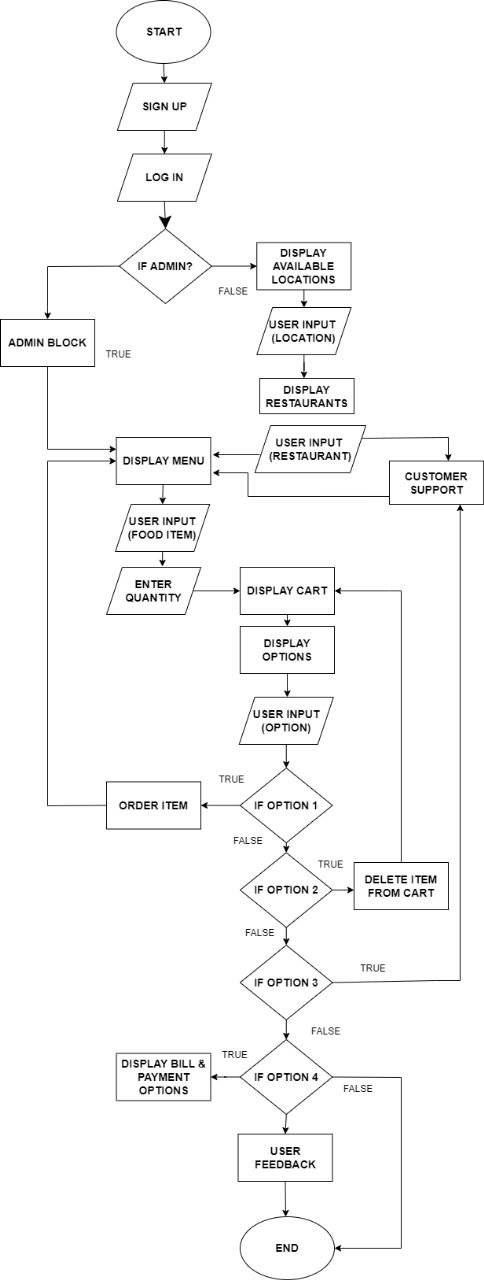 START
SIGN UP
LOG IN
IF ADMIN?
DISPLAY
AVAILABLE
LOCATIONS
FALSE
USER INPUT
(LOCATION)
ADMIN BLOCK
TRUE
DISPLAY
RESTAURANTS
USER INPUT
(RESTAURANT)
DISPLAY MENU
CUSTOMER
SUPPORT
USER INPUT
(FOOD ITEM)
ENTER
QUANTITY
DISPLAY CART
DISPLAY
OPTIONS
USER INPUT
(OPTION)
TRUE
ORDER ITEM
IF OPTION 1
FALSE
TRUE
IF OPTION 2
DELETE ITEM
FROM CART
FALSE
TRUE
IF OPTION 3
FALSE
TRUE
DISPLAY BILL &
PAYMENT
OPTIONS
IF OPTION 4
FALSE
USER
FEEDBACK
END